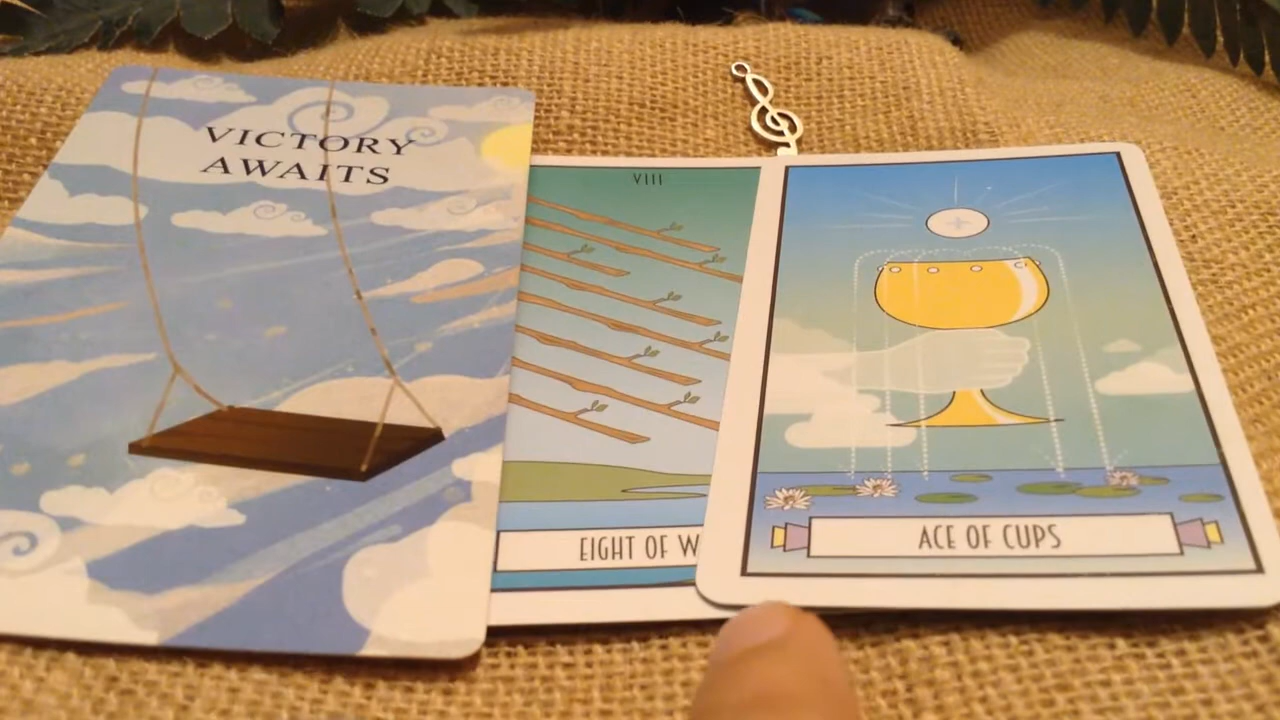 VICTORY
AWAITS
VIII
EIGHT OF W
ACE OF CUPS